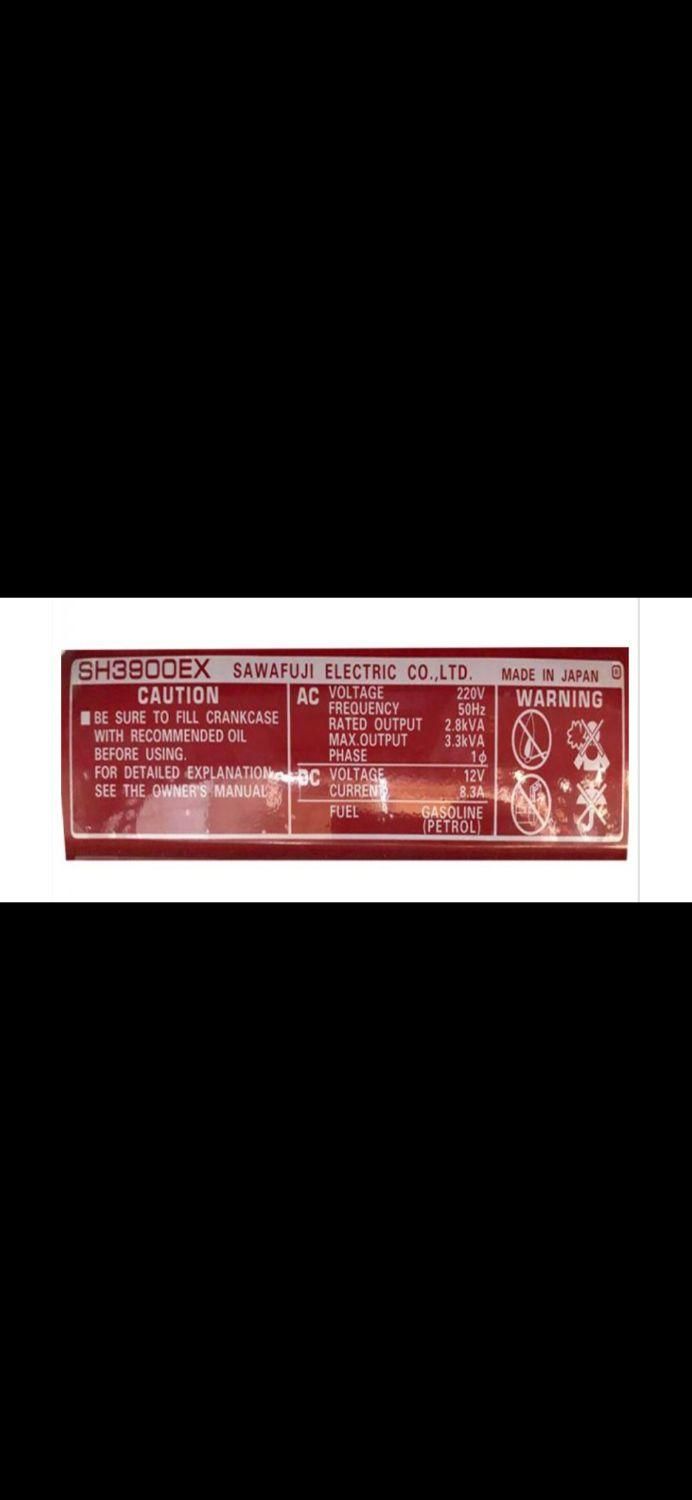 SH3900EX SAWAFUJI ELECTRIC CO.,LTD. MADE IN JAPAN
CAUTION
BE SURE TO FILL CRANKCASE
WITH RECOMMENDED OIL
BEFORE USING.
FOR DETAILED EXPLANATION
SEE THE OWNER'S MANUAL
AC VOLTAGE 220V
FREQUENCY 50Hz
RATED OUTPUT 2.8kVA
MAX.OUTPUT 3.3kVA
PHASE 1ϕ
DC VOLTAGE 12V
CURRENT 8.3A
FUEL GASOLINE
(PETROL)
WARNING